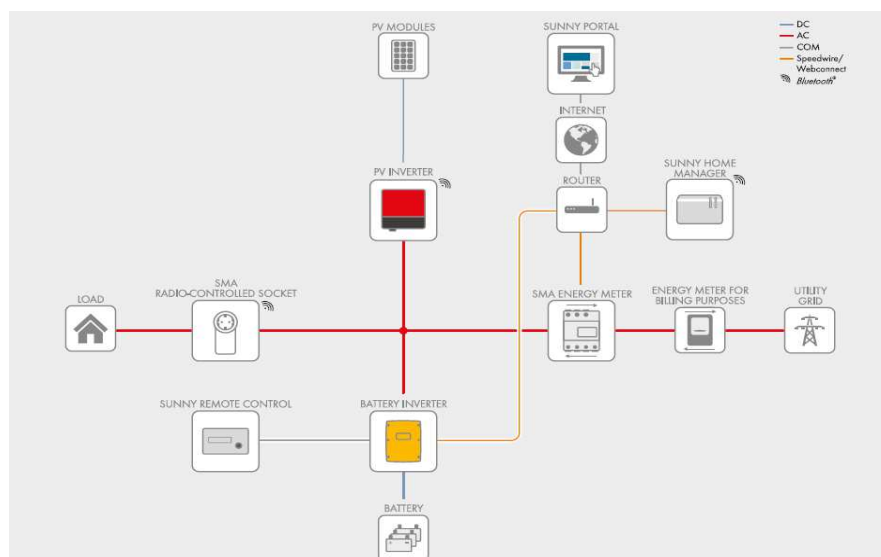 PV MODULES
SUNNY PORTAL
DC
AC
COM
Speedwire/
Webconnect
Bluetooth®
INTERNET
PV INVERTER
ROUTER
SUNNY HOME
MANAGER
SMA
RADIO-CONTROLLED SOCKET
LOAD
SMA ENERGY METER
ENERGY METER FOR
BILLING PURPOSES
UTILITY
GRID
SUNNY REMOTE CONTROL
BATTERY INVERTER
BATTERY